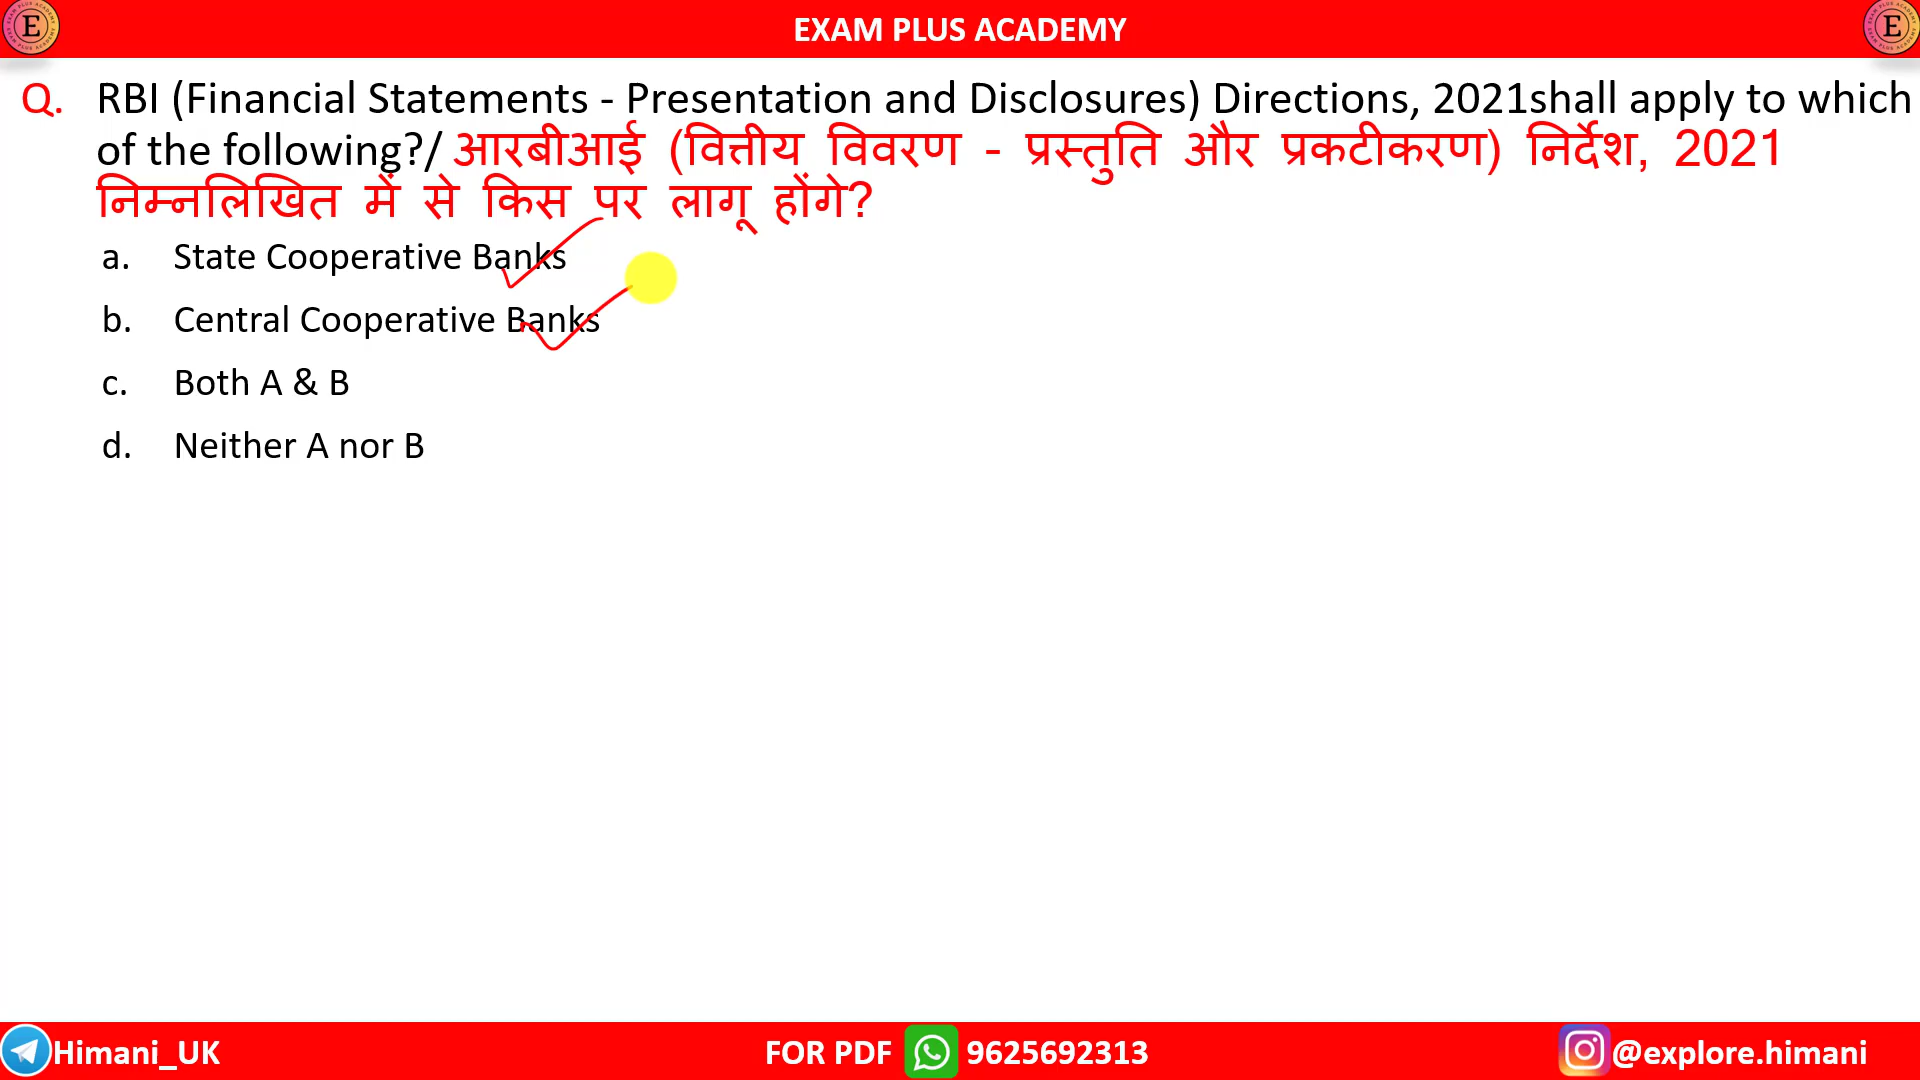 E EXAM PLUS ACADEMY E
Q. RBI (Financial Statements - Presentation and Disclosures) Directions, 2021shall apply to which
of the following?/ आरबीआई (वित्तीय विवरण - प्रस्तुति और प्रकटीकरण) निर्देश, 2021
निम्नलिखित में से किस पर लागू होंगे?
a. State Cooperative Banks
b. Central Cooperative Banks
c. Both A & B
d. Neither A nor B
Himani_UK FOR PDF 9625692313 @explore.himani